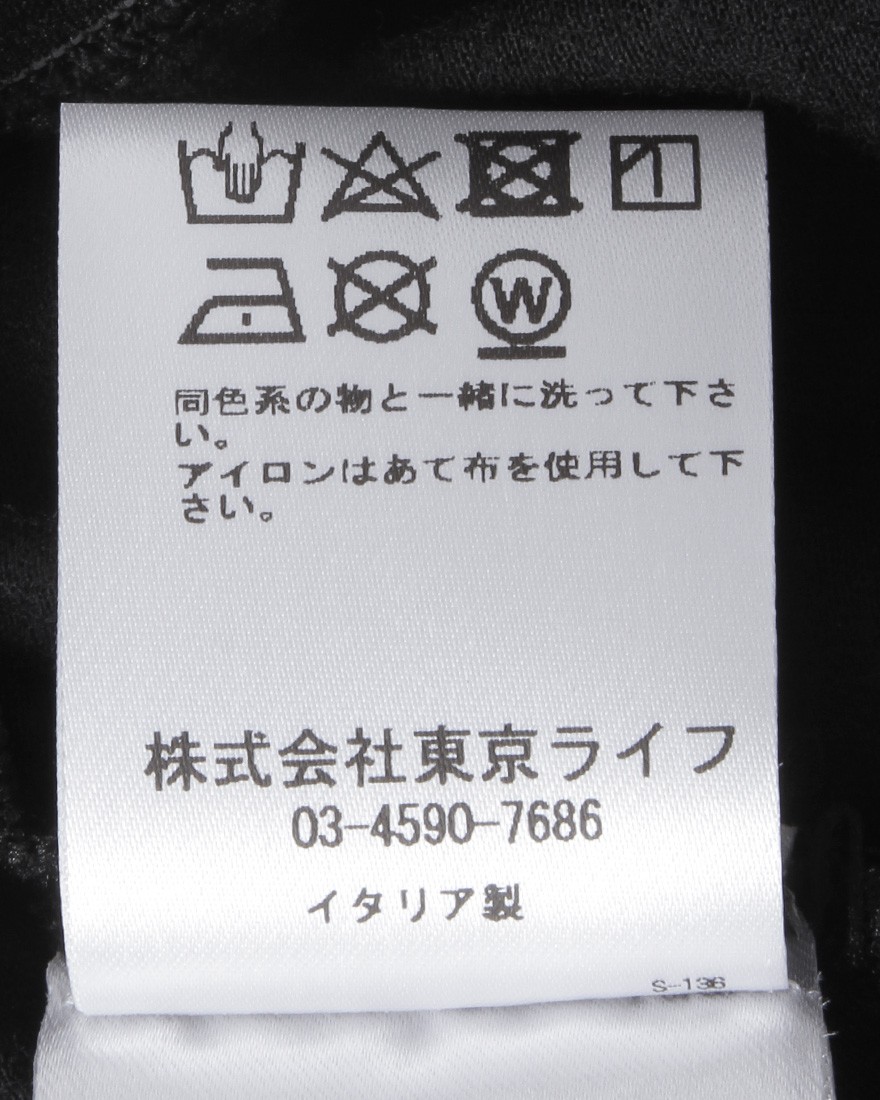 W
同色系の物と一緒に洗って下さ
い。
アイロンはあて布を使用して下
さい。
株式会社東京ライフ
03-4590-7686
イタリア製
S-136